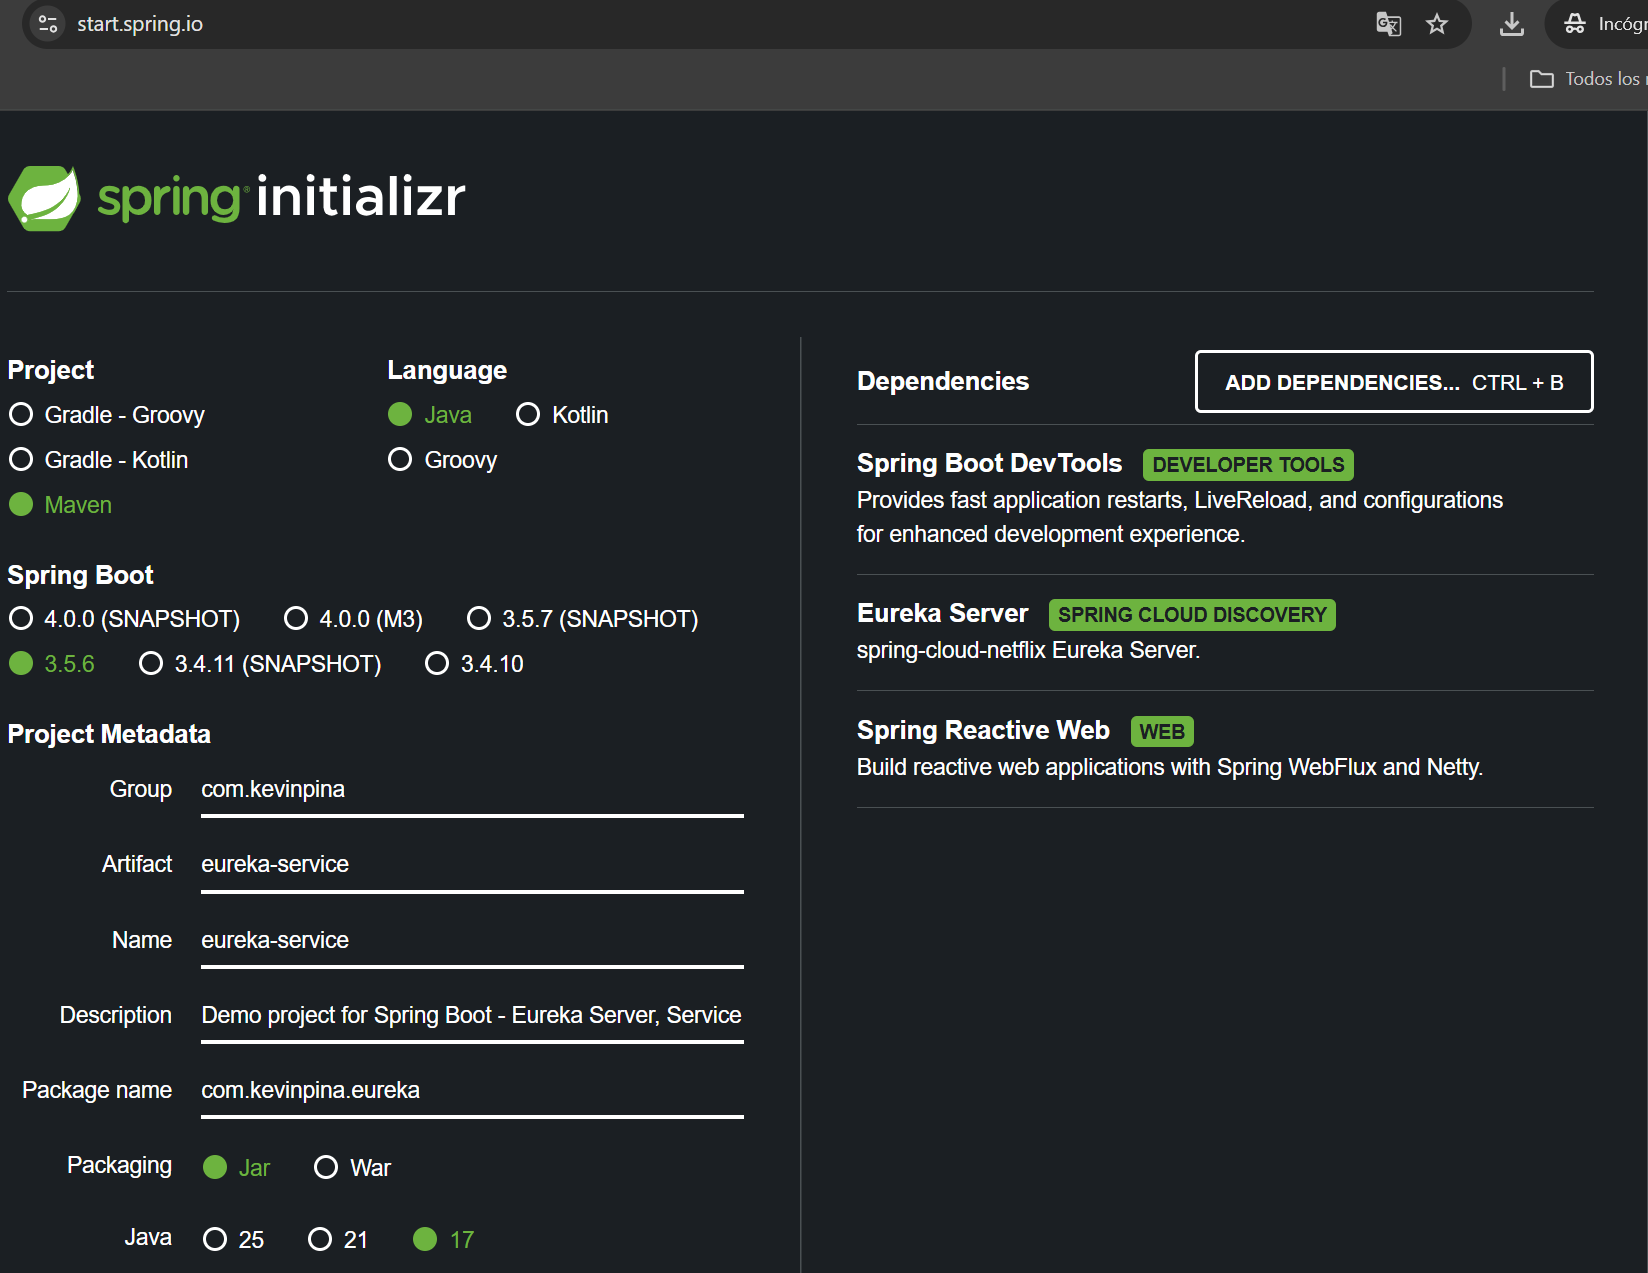 start.spring.io
Todos los
spring initializr
Project
Gradle - Groovy
Gradle - Kotlin
Maven
Language
Java
Kotlin
Groovy
Spring Boot
4.0.0 (SNAPSHOT)
4.0.0 (M3)
3.5.7 (SNAPSHOT)
3.5.6
3.4.11 (SNAPSHOT)
3.4.10
Project Metadata
Group com.kevinpina
Artifact eureka-service
Name eureka-service
Description Demo project for Spring Boot - Eureka Server, Service
Package name com.kevinpina.eureka
Packaging Jar War
Java 25 21 17
Dependencies
ADD DEPENDENCIES... CTRL + B
Spring Boot DevTools DEVELOPER TOOLS
Provides fast application restarts, LiveReload, and configurations
for enhanced development experience.
Eureka Server SPRING CLOUD DISCOVERY
spring-cloud-netflix Eureka Server.
Spring Reactive Web WEB
Build reactive web applications with Spring WebFlux and Netty.